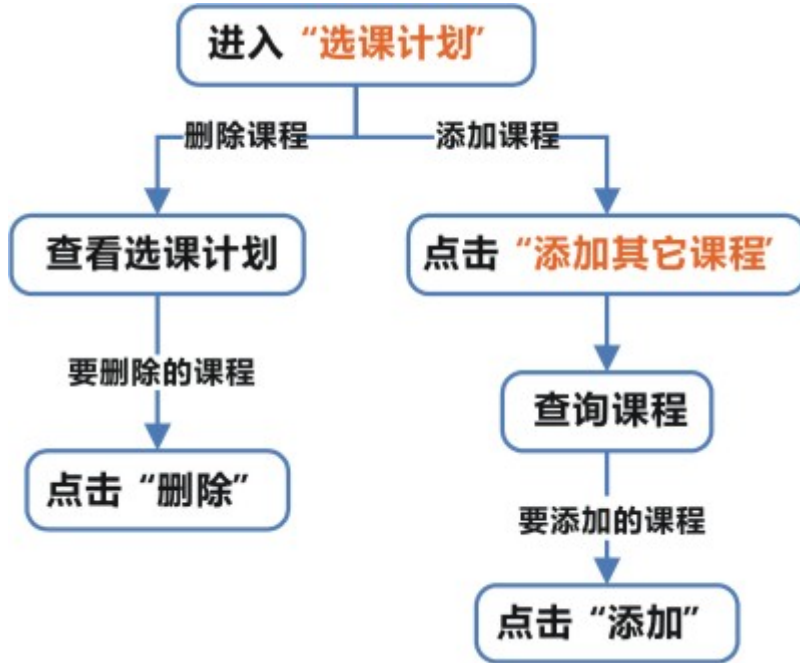 进入“选课计划”
删除课程
添加课程
查看选课计划
点击“添加其它课程”
要删除的课程
查询课程
点击“删除”
要添加的课程
点击“添加”